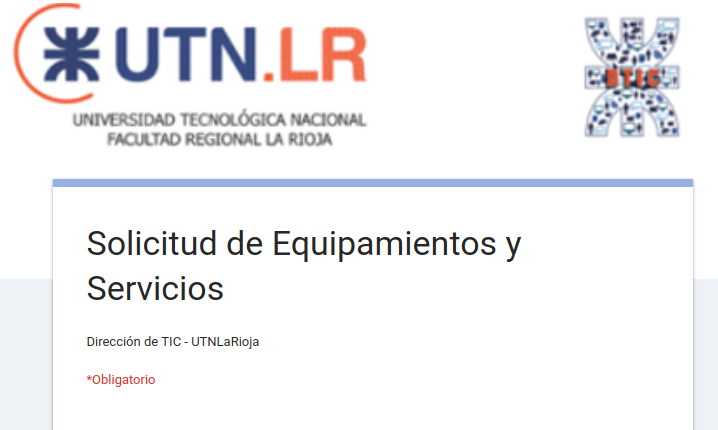 UTN.LR
DTIC
UNIVERSIDAD TECNOLÓGICA NACIONAL
FACULTAD REGIONAL LA RIOJA
Solicitud de Equipamientos y
Servicios
Dirección de TIC - UTNLaRioja
*Obligatorio